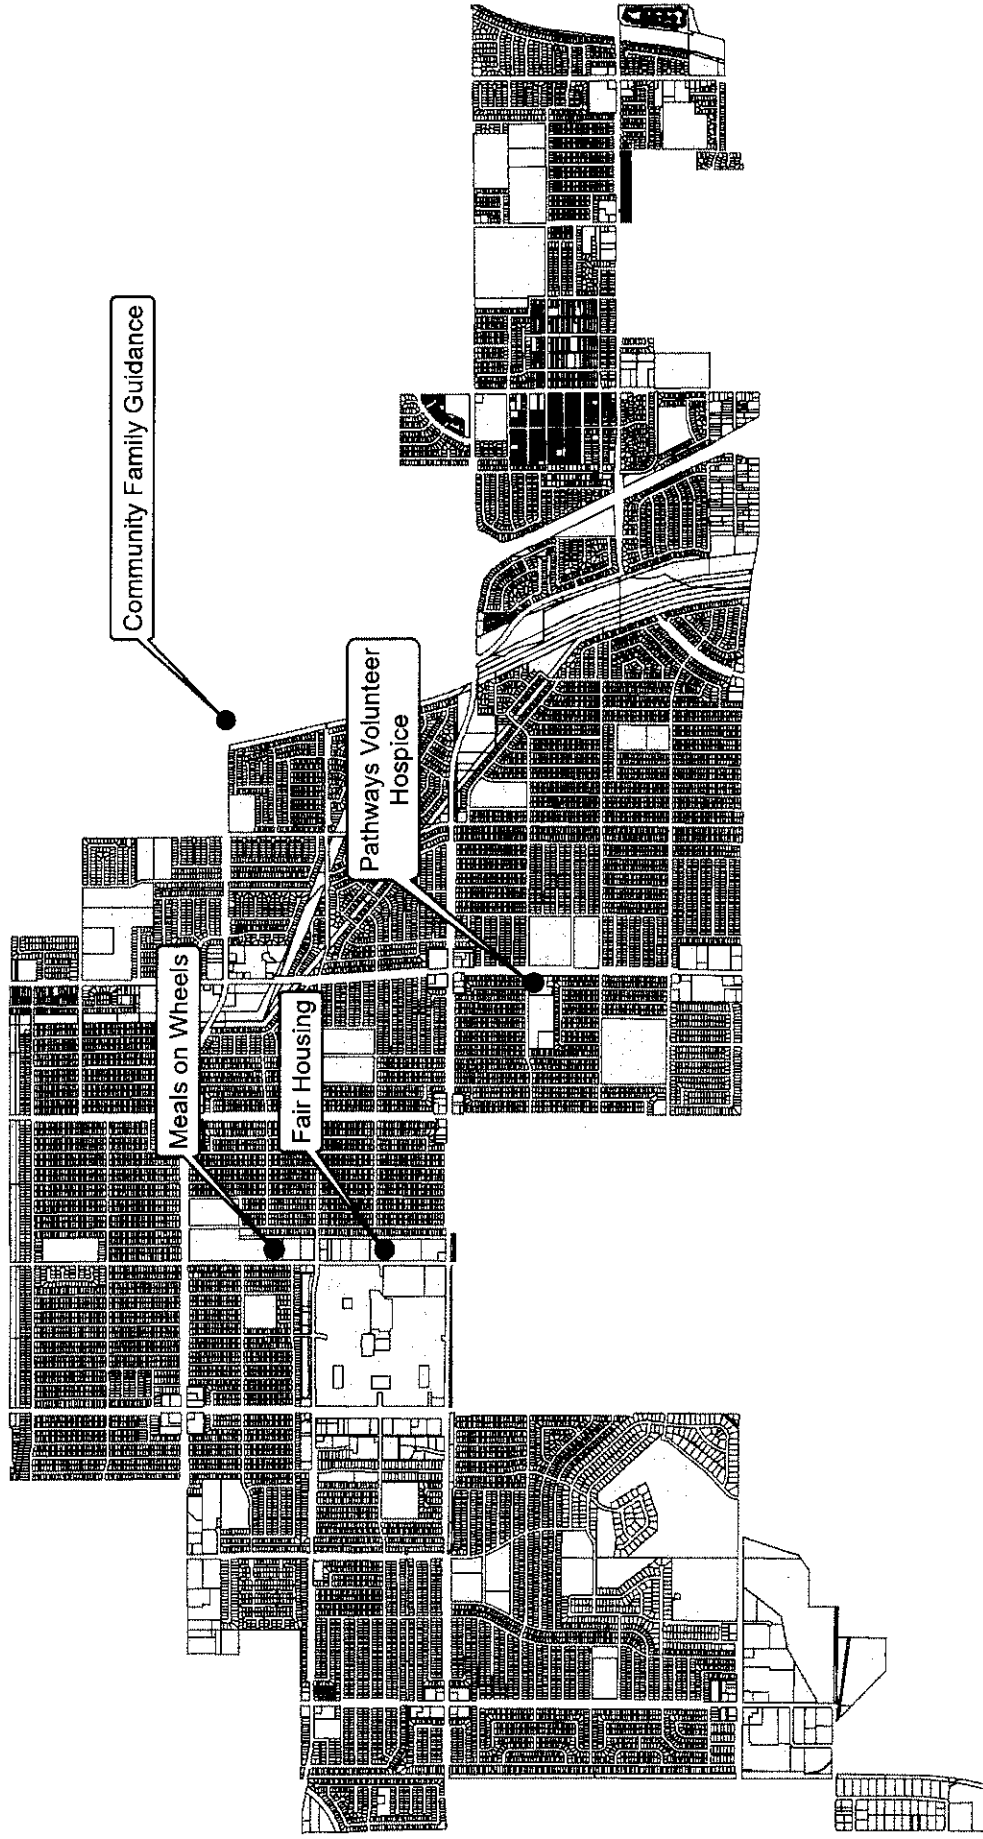 Community Family Guidance
Meals on Wheels
Fair Housing
Pathways Volunteer
Hospice